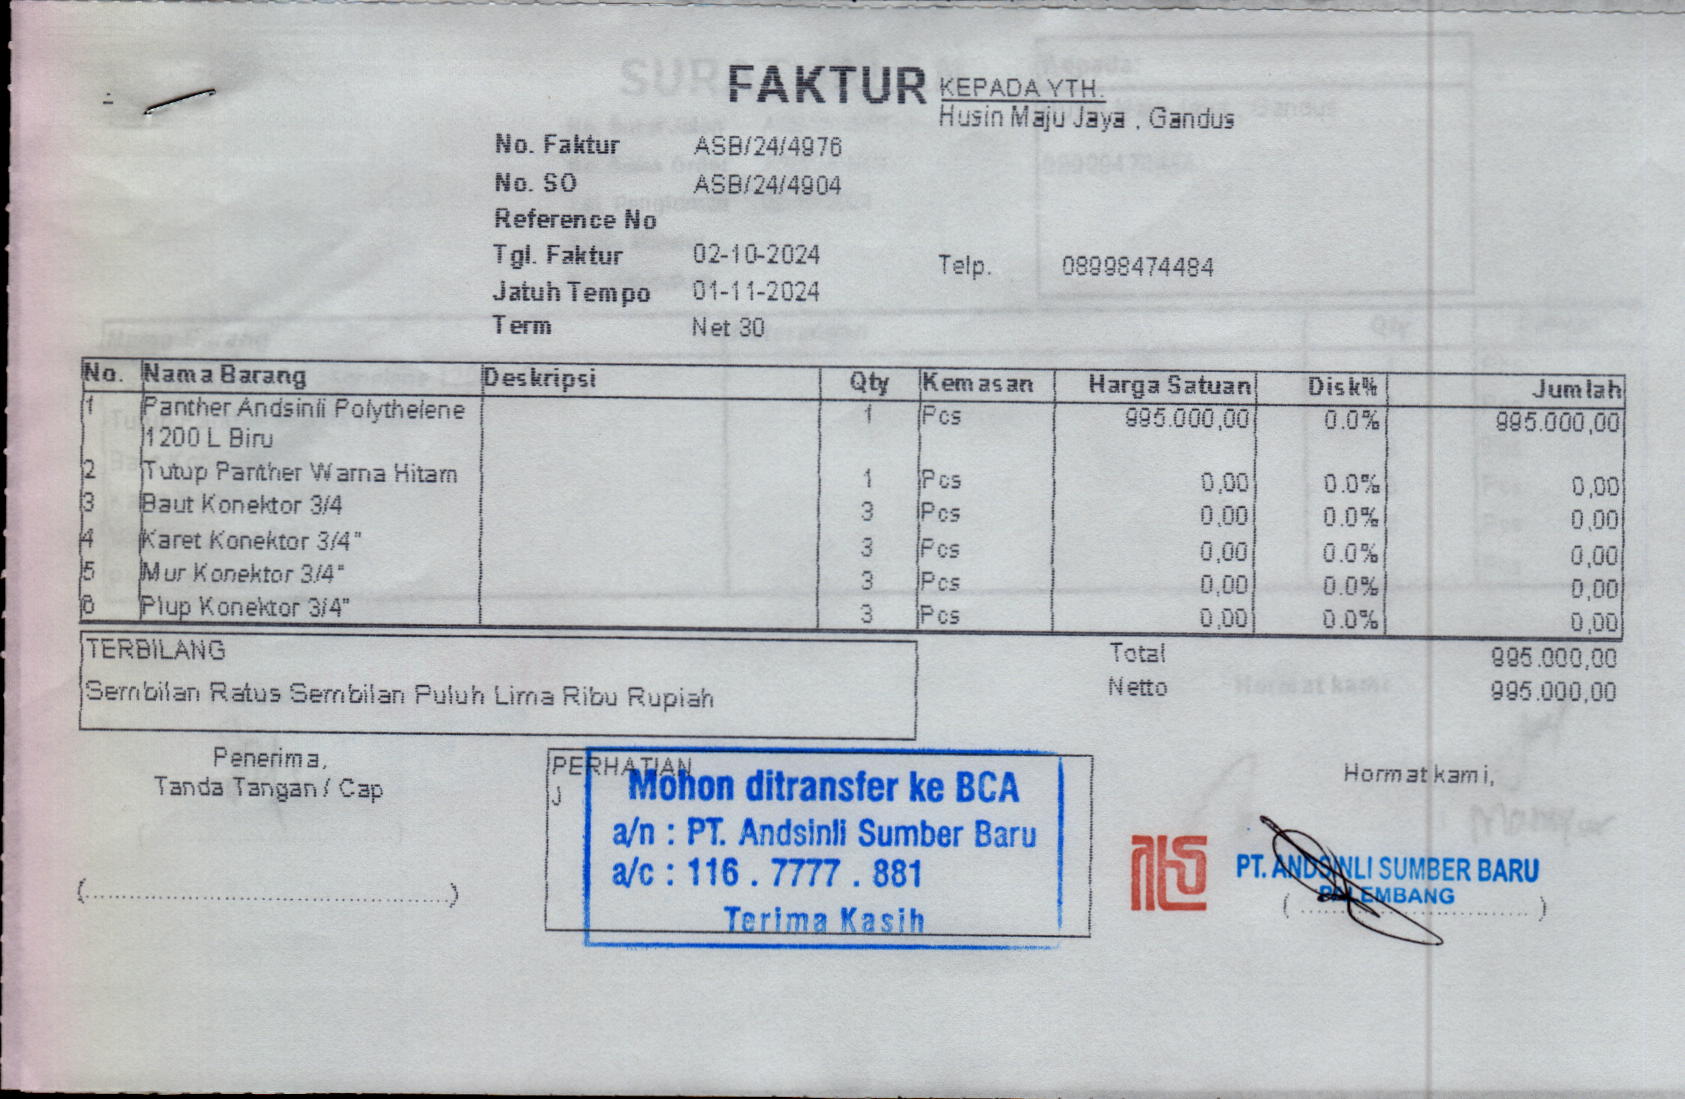 FAKTUR
KEPADA YTH.
Husin Maju Jaya , Gandus
No. Faktur ASB/24/4976
No. SO ASB/24/4904
Reference No
Tgl. Faktur 02-10-2024
Telp. 08998474484
Jatuh Tempo 01-11-2024
Term Net 30
No. Nama Barang Deskripsi Qty Kemasan Harga Satuan Disk% Jumlah
1 Panther Andsinli Polythelene 1 Pcs 995.000,00 0.0% 995.000,00
1200 L Biru
2 Tutup Panther Warna Hitam 1 Pcs 0,00 0.0% 0,00
3 Baut Konektor 3/4 3 Pcs 0,00 0.0% 0,00
4 Karet Konektor 3/4" 3 Pcs 0,00 0.0% 0,00
5 Mur Konektor 3/4" 3 Pcs 0,00 0.0% 0,00
6 Plup Konektor 3/4" 3 Pcs 0,00 0.0% 0,00
TERBILANG
Sembilan Ratus Sembilan Puluh Lima Ribu Rupiah
Total 995.000,00
Netto 995.000,00
Penerima,
Tanda Tangan / Cap
PERHATIAN
J
Mohon ditransfer ke BCA
a/n : PT. Andsinli Sumber Baru
a/c : 116 . 7777 . 881
Terima Kasih
Hormat kami,
PT. ANDSINLI SUMBER BARU
PALEMBANG